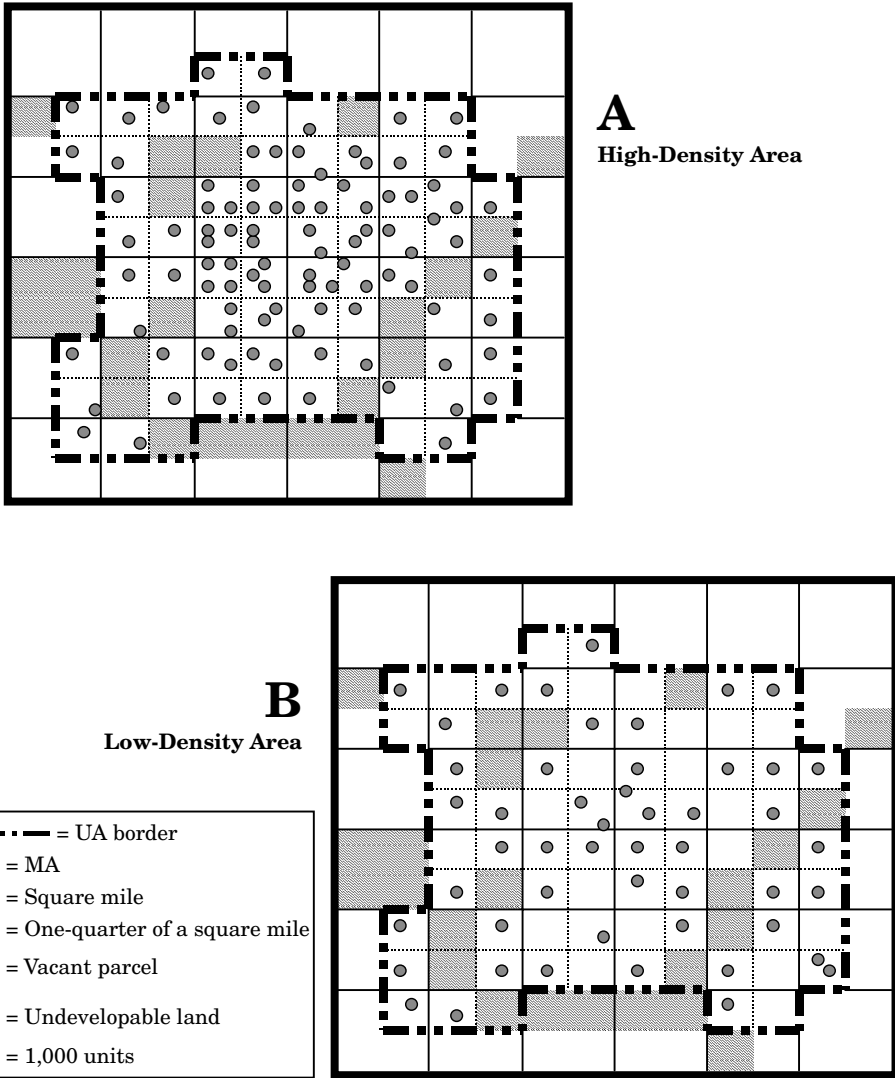 A
High-Density Area
B
Low-Density Area
= UA border
= MA
= Square mile
= One-quarter of a square mile
= Vacant parcel
= Undevelopable land
= 1,000 units